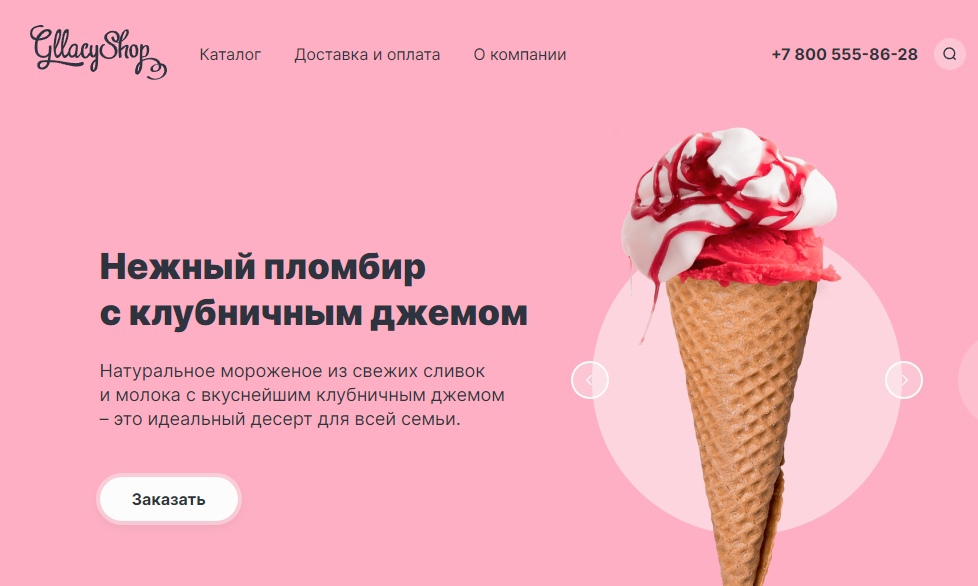 GllacyShop
Каталог
Доставка и оплата
О компании
+7 800 555-86-28
Нежный пломбир
с клубничным джемом
Натуральное мороженое из свежих сливок
и молока с вкуснейшим клубничным джемом
– это идеальный десерт для всей семьи.
Заказать